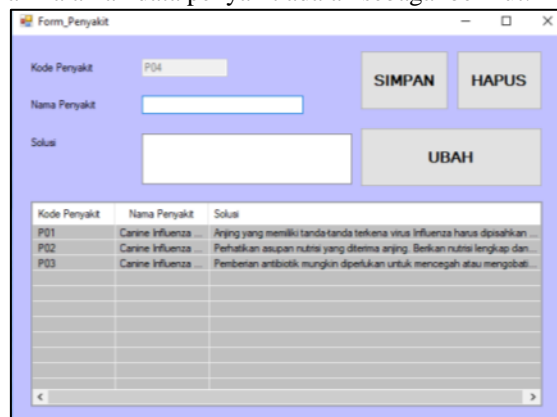 Form_Penyakit
Kode Penyakit P04
SIMPAN HAPUS
Nama Penyakit
Solusi
UBAH
Kode Penyakit Nama Penyakit Solusi
P01 Canine Influenza ... Anjing yang memiliki tanda-tanda terkena virus Influenza harus dipisahkan ...
P02 Canine Influenza ... Perhatikan asupan nutrisi yang diterima anjing. Berikan nutrisi lengkap dan...
P03 Canine Influenza ... Pemberian antibiotik mungkin diperlukan untuk mencegah atau mengobati...